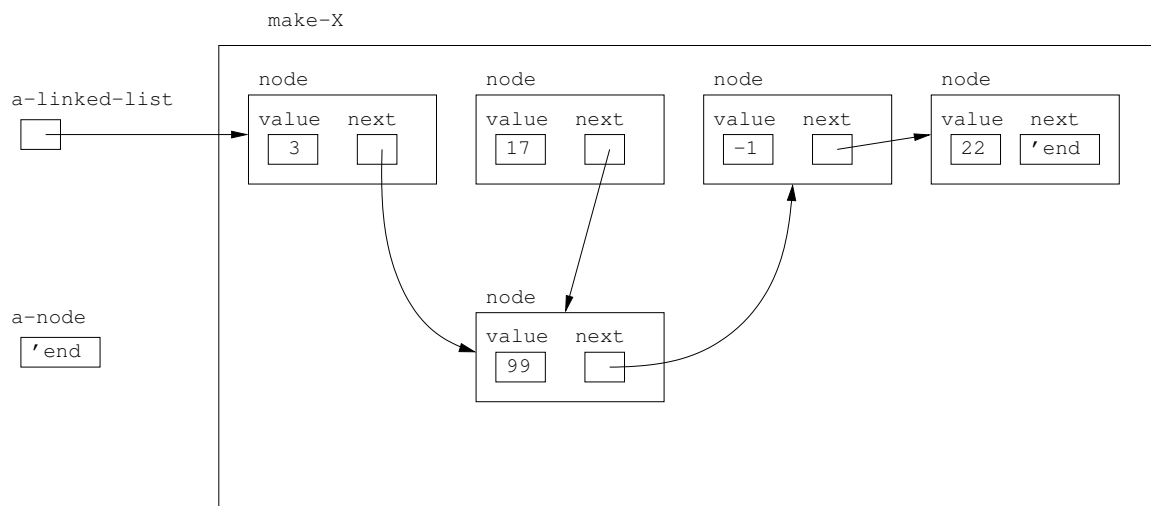 make-X
node node node node
a-linked-list
value next value next value next value next
3 17 -1 22 'end
node
a-node
value next
'end
99